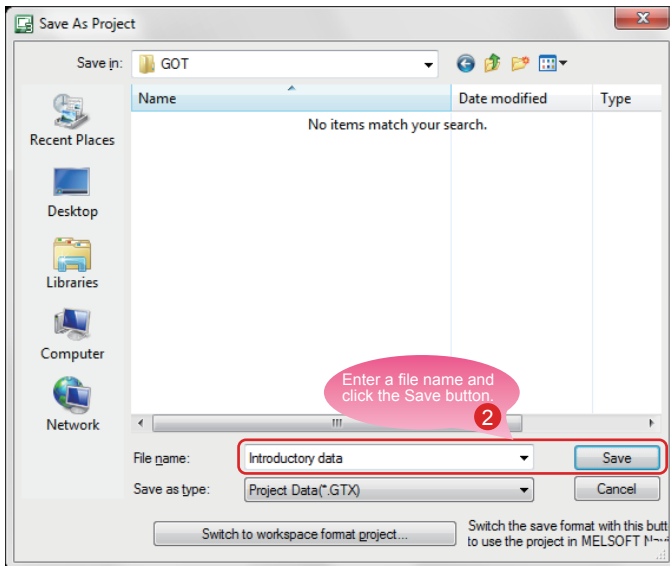 Save As Project
Save in: GOT
Name Date modified Type
No items match your search.
Recent Places
Desktop
Libraries
Computer
Network
Enter a file name and
click the Save button.
2
File name: Introductory data Save
Save as type: Project Data(*.GTX) Cancel
Switch to workspace format project...
Switch the save format with this butt
to use the project in MELSOFT